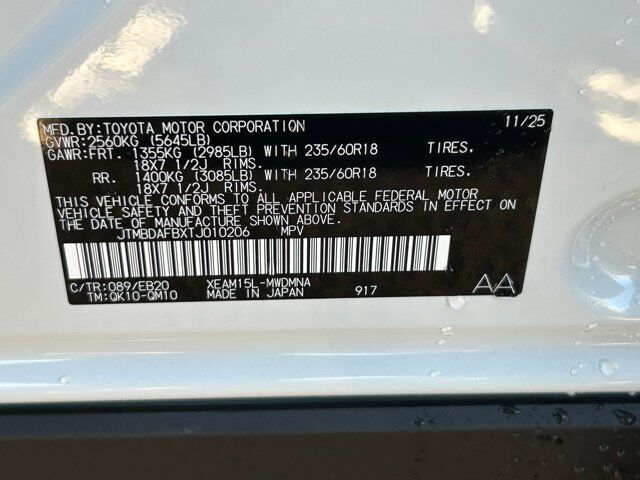 MFD.BY:TOYOTA MOTOR CORPORATION 11/25
GVWR:2560KG (5645LB)
GAWR:FRT. 1355KG (2985LB) WITH 235/60R18 TIRES.
18X7 1/2J RIMS.
RR. 1400KG (3085LB) WITH 235/60R18 TIRES.
18X7 1/2J RIMS.
THIS VEHICLE CONFORMS TO ALL APPLICABLE FEDERAL MOTOR
VEHICLE SAFETY AND THEFT PREVENTION STANDARDS IN EFFECT ON
THE DATE OF MANUFACTURE SHOWN ABOVE.
JTMBDAFBXTJ010206 MPV
C/TR:089/EB20 XEAM15L-MWDMNA
TM:QK10-QM10 MADE IN JAPAN 917 AA